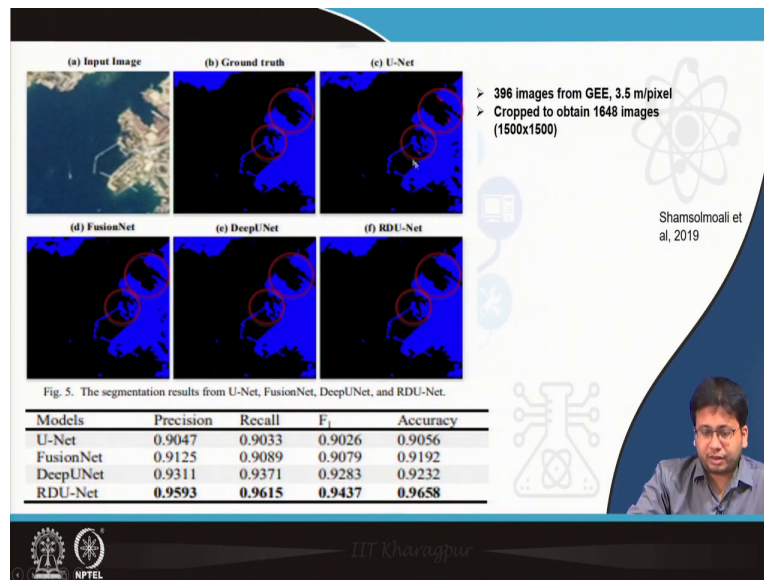 (a) Input Image
(b) Ground truth
(c) U-Net
(d) FusionNet
(e) DeepUNet
(f) RDU-Net
Fig. 5. The segmentation results from U-Net, FusionNet, DeepUNet, and RDU-Net.
Models Precision Recall F1 Accuracy
U-Net 0.9047 0.9033 0.9026 0.9056
FusionNet 0.9125 0.9089 0.9079 0.9192
DeepUNet 0.9311 0.9371 0.9283 0.9232
RDU-Net 0.9593 0.9615 0.9437 0.9658
➢ 396 images from GEE, 3.5 m/pixel
➢ Cropped to obtain 1648 images
(1500x1500)
Shamsolmoali et
al, 2019
IIT Kharagpur
NPTEL